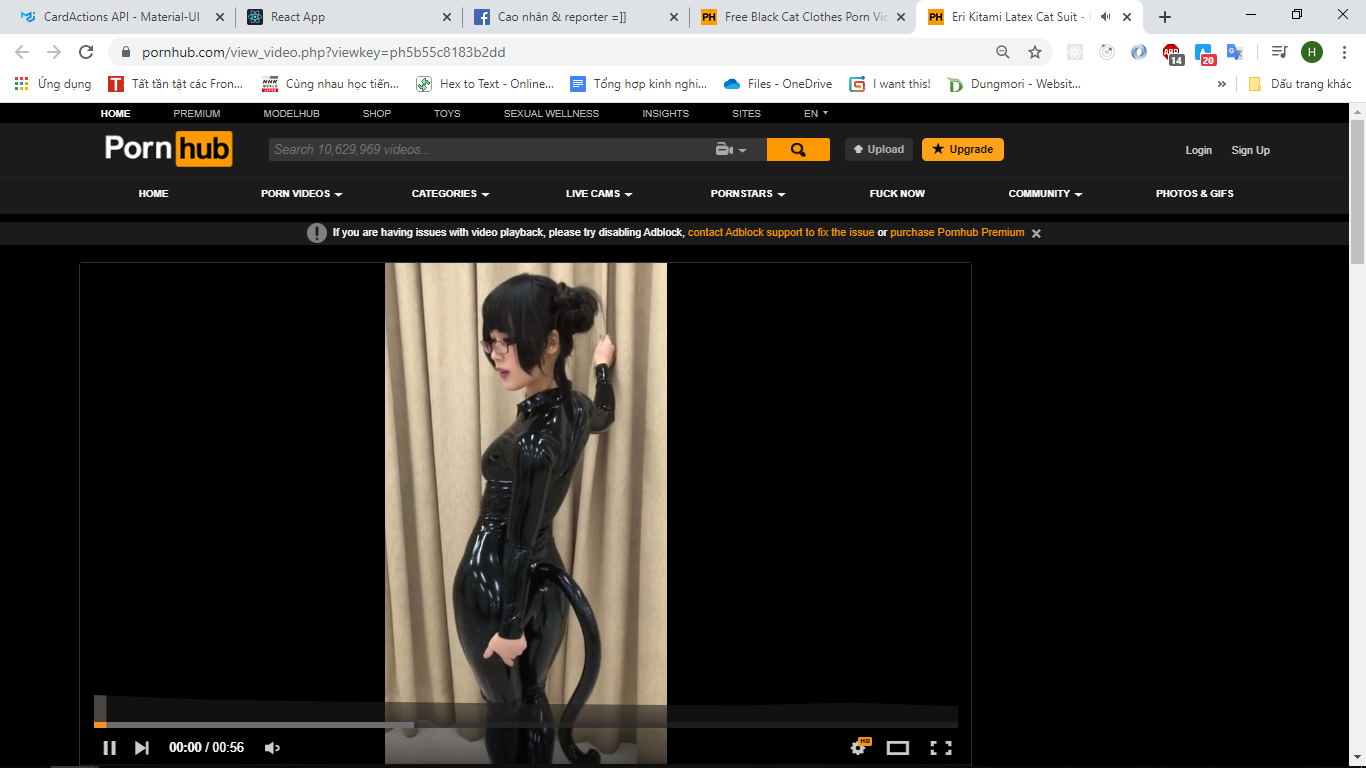 CardActions API - Material-UI
React App
Cao nhân & reporter =]]
PH Free Black Cat Clothes Porn Vic
PH Eri Kitami Latex Cat Suit -
pornhub.com/view_video.php?viewkey=ph5b55c8183b2dd
ABP 14 20 H
Ứng dụng
Tất tần tật các Fron...
Cùng nhau học tiến...
Hex to Text - Online...
Tổng hợp kinh nghi...
Files - OneDrive
I want this!
Dungmori - Websit...
»
Dấu trang khác
HOME PREMIUM MODELHUB SHOP TOYS SEXUAL WELLNESS INSIGHTS SITES EN
Pornhub
Search 10,629,969 videos...
Upload
Upgrade
Login Sign Up
HOME PORN VIDEOS CATEGORIES LIVE CAMS PORNSTARS FUCK NOW COMMUNITY PHOTOS & GIFS
If you are having issues with video playback, please try disabling Adblock, contact Adblock support to fix the issue or purchase Pornhub Premium
00:00 / 00:56
HD